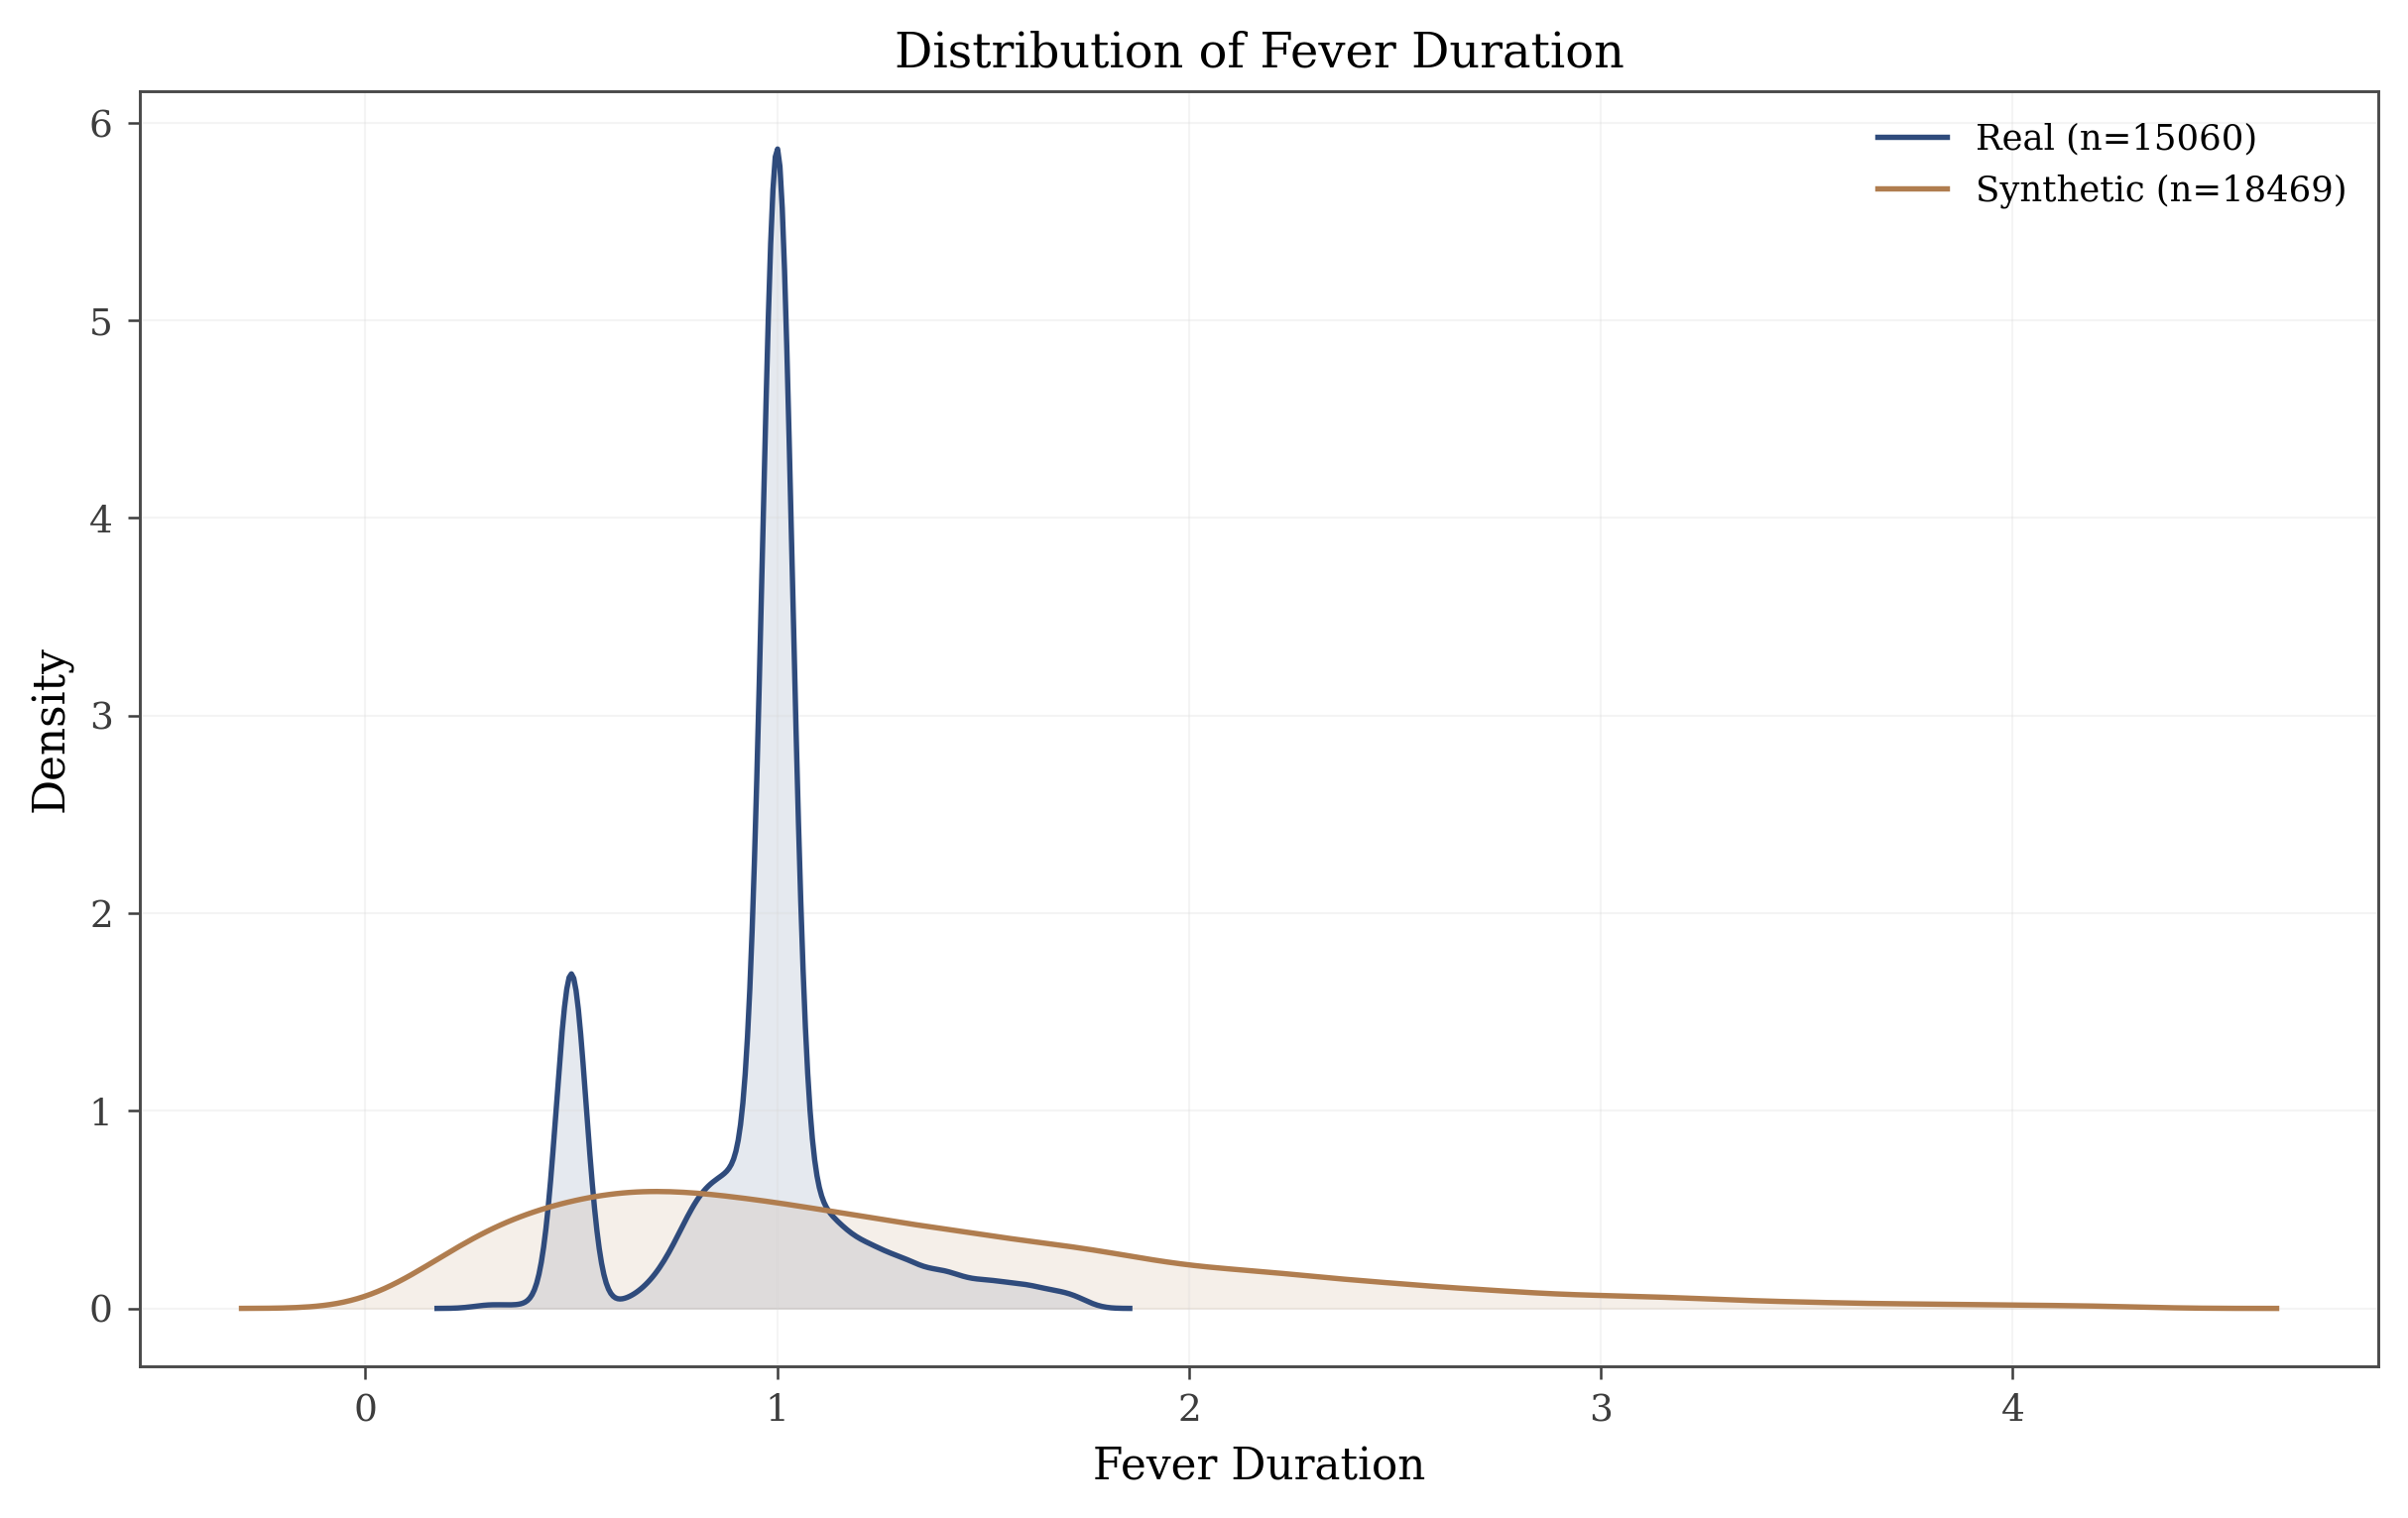 Distribution of Fever Duration
Real (n=15060)
Synthetic (n=18469)
Density
6
5
4
3
2
1
0
0
1
2
3
4
Fever Duration